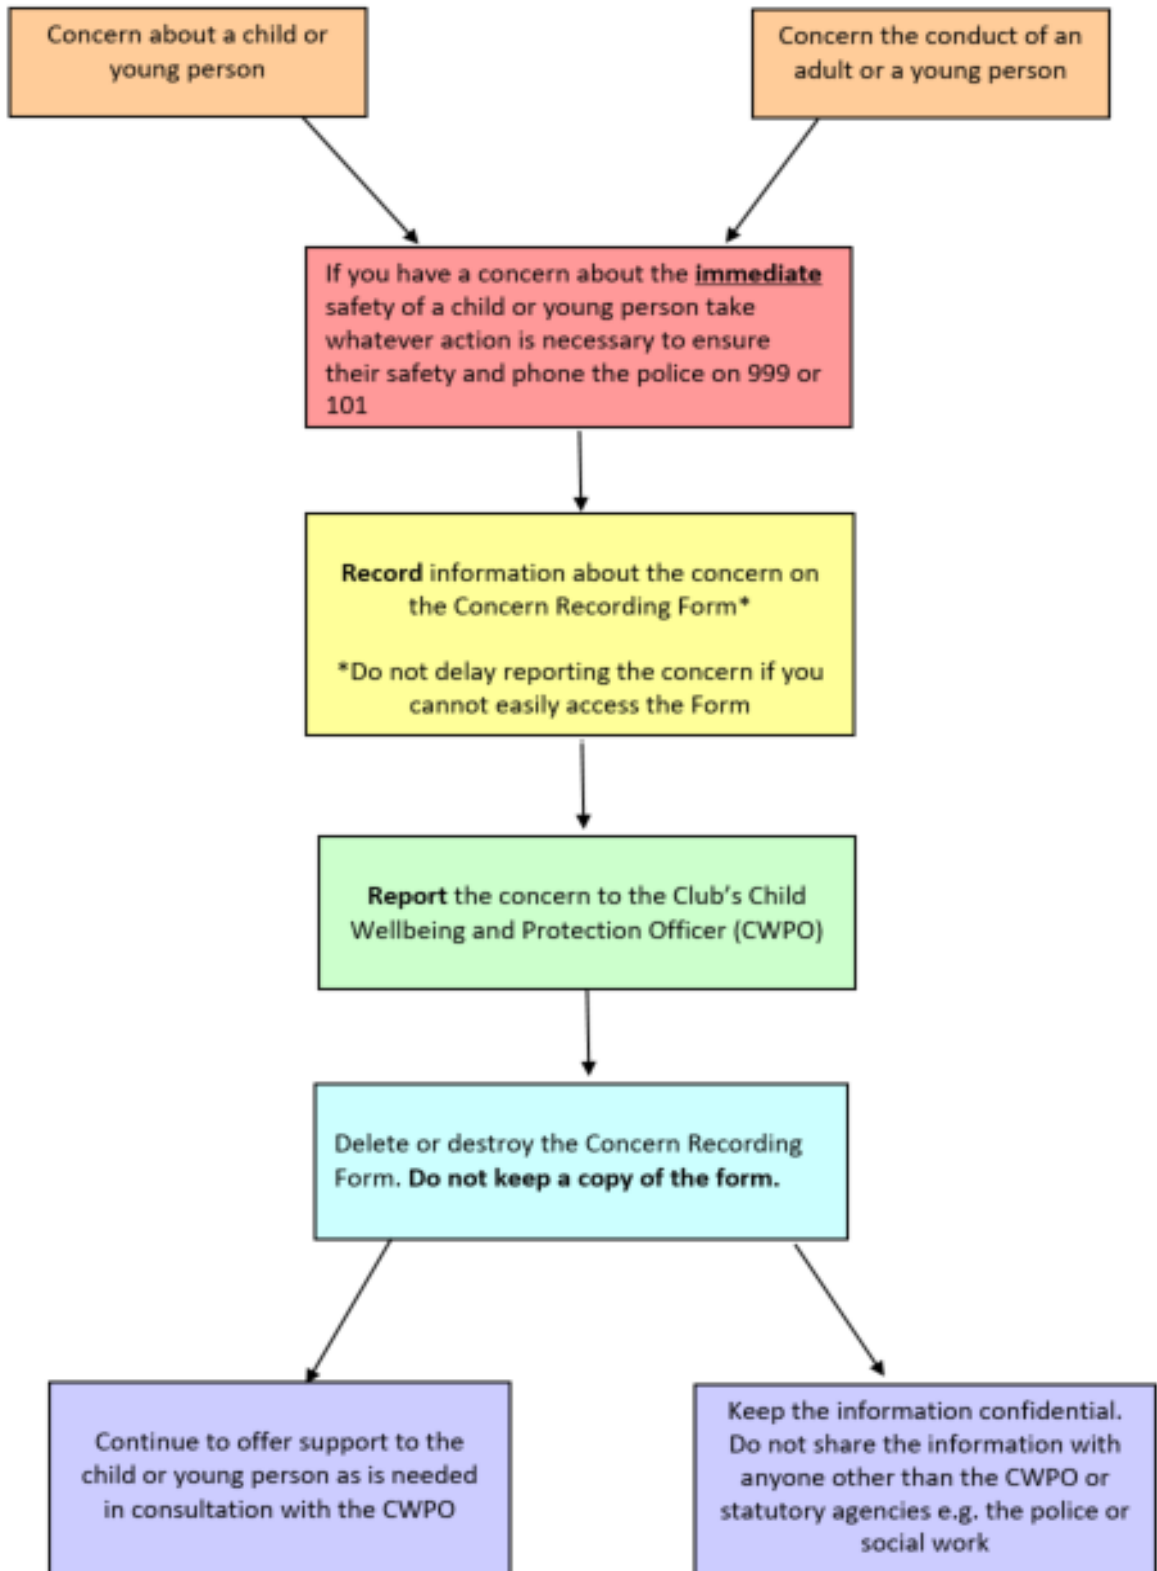 Concern about a child or
young person
Concern the conduct of an
adult or a young person
If you have a concern about the immediate
safety of a child or young person take
whatever action is necessary to ensure
their safety and phone the police on 999 or
101
Record information about the concern on
the Concern Recording Form*
*Do not delay reporting the concern if you
cannot easily access the Form
Report the concern to the Club's Child
Wellbeing and Protection Officer (CWPO)
Delete or destroy the Concern Recording
Form. Do not keep a copy of the form.
Continue to offer support to the
child or young person as is needed
in consultation with the CWPO
Keep the information confidential.
Do not share the information with
anyone other than the CWPO or
statutory agencies e.g. the police or
social work